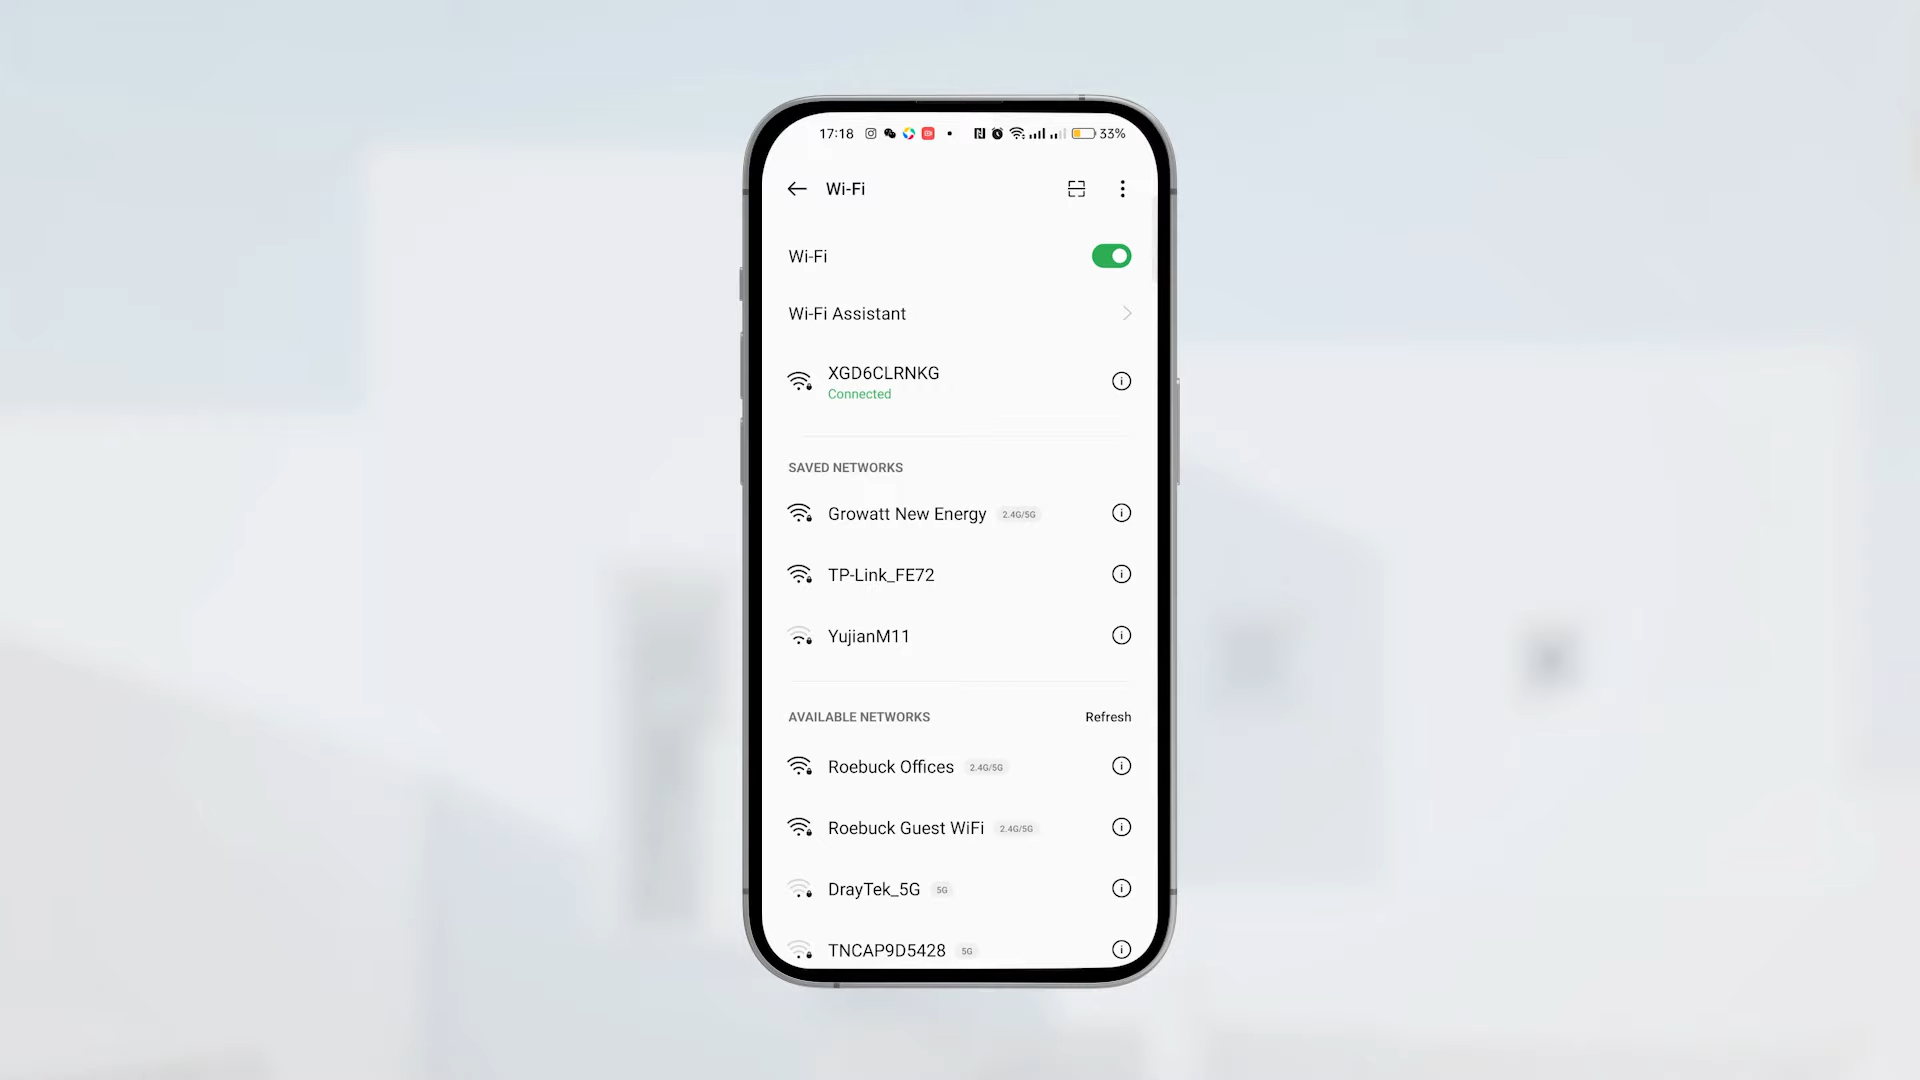 17:18 33%
Wi-Fi
Wi-Fi
Wi-Fi Assistant
XGD6CLRNKG
Connected
SAVED NETWORKS
Growatt New Energy 2.4G/5G
TP-Link_FE72
YujianM11
AVAILABLE NETWORKS Refresh
Roebuck Offices 2.4G/5G
Roebuck Guest WiFi 2.4G/5G
DrayTek_5G 5G
TNCAP9D5428 5G